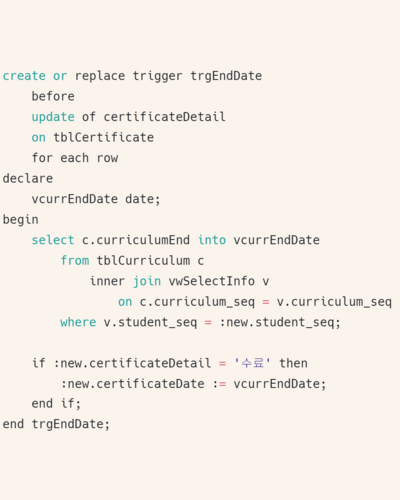 create or replace trigger trgEndDate
    before
    update of certificateDetail
    on tblCertificate
    for each row
declare
    vcurrEndDate date;
begin
    select c.curriculumEnd into vcurrEndDate
        from tblCurriculum c
            inner join vwSelectInfo v
                on c.curriculum_seq = v.curriculum_seq
        where v.student_seq = :new.student_seq;

    if :new.certificateDetail = '수료' then
        :new.certificateDate := vcurrEndDate;
    end if;
end trgEndDate;